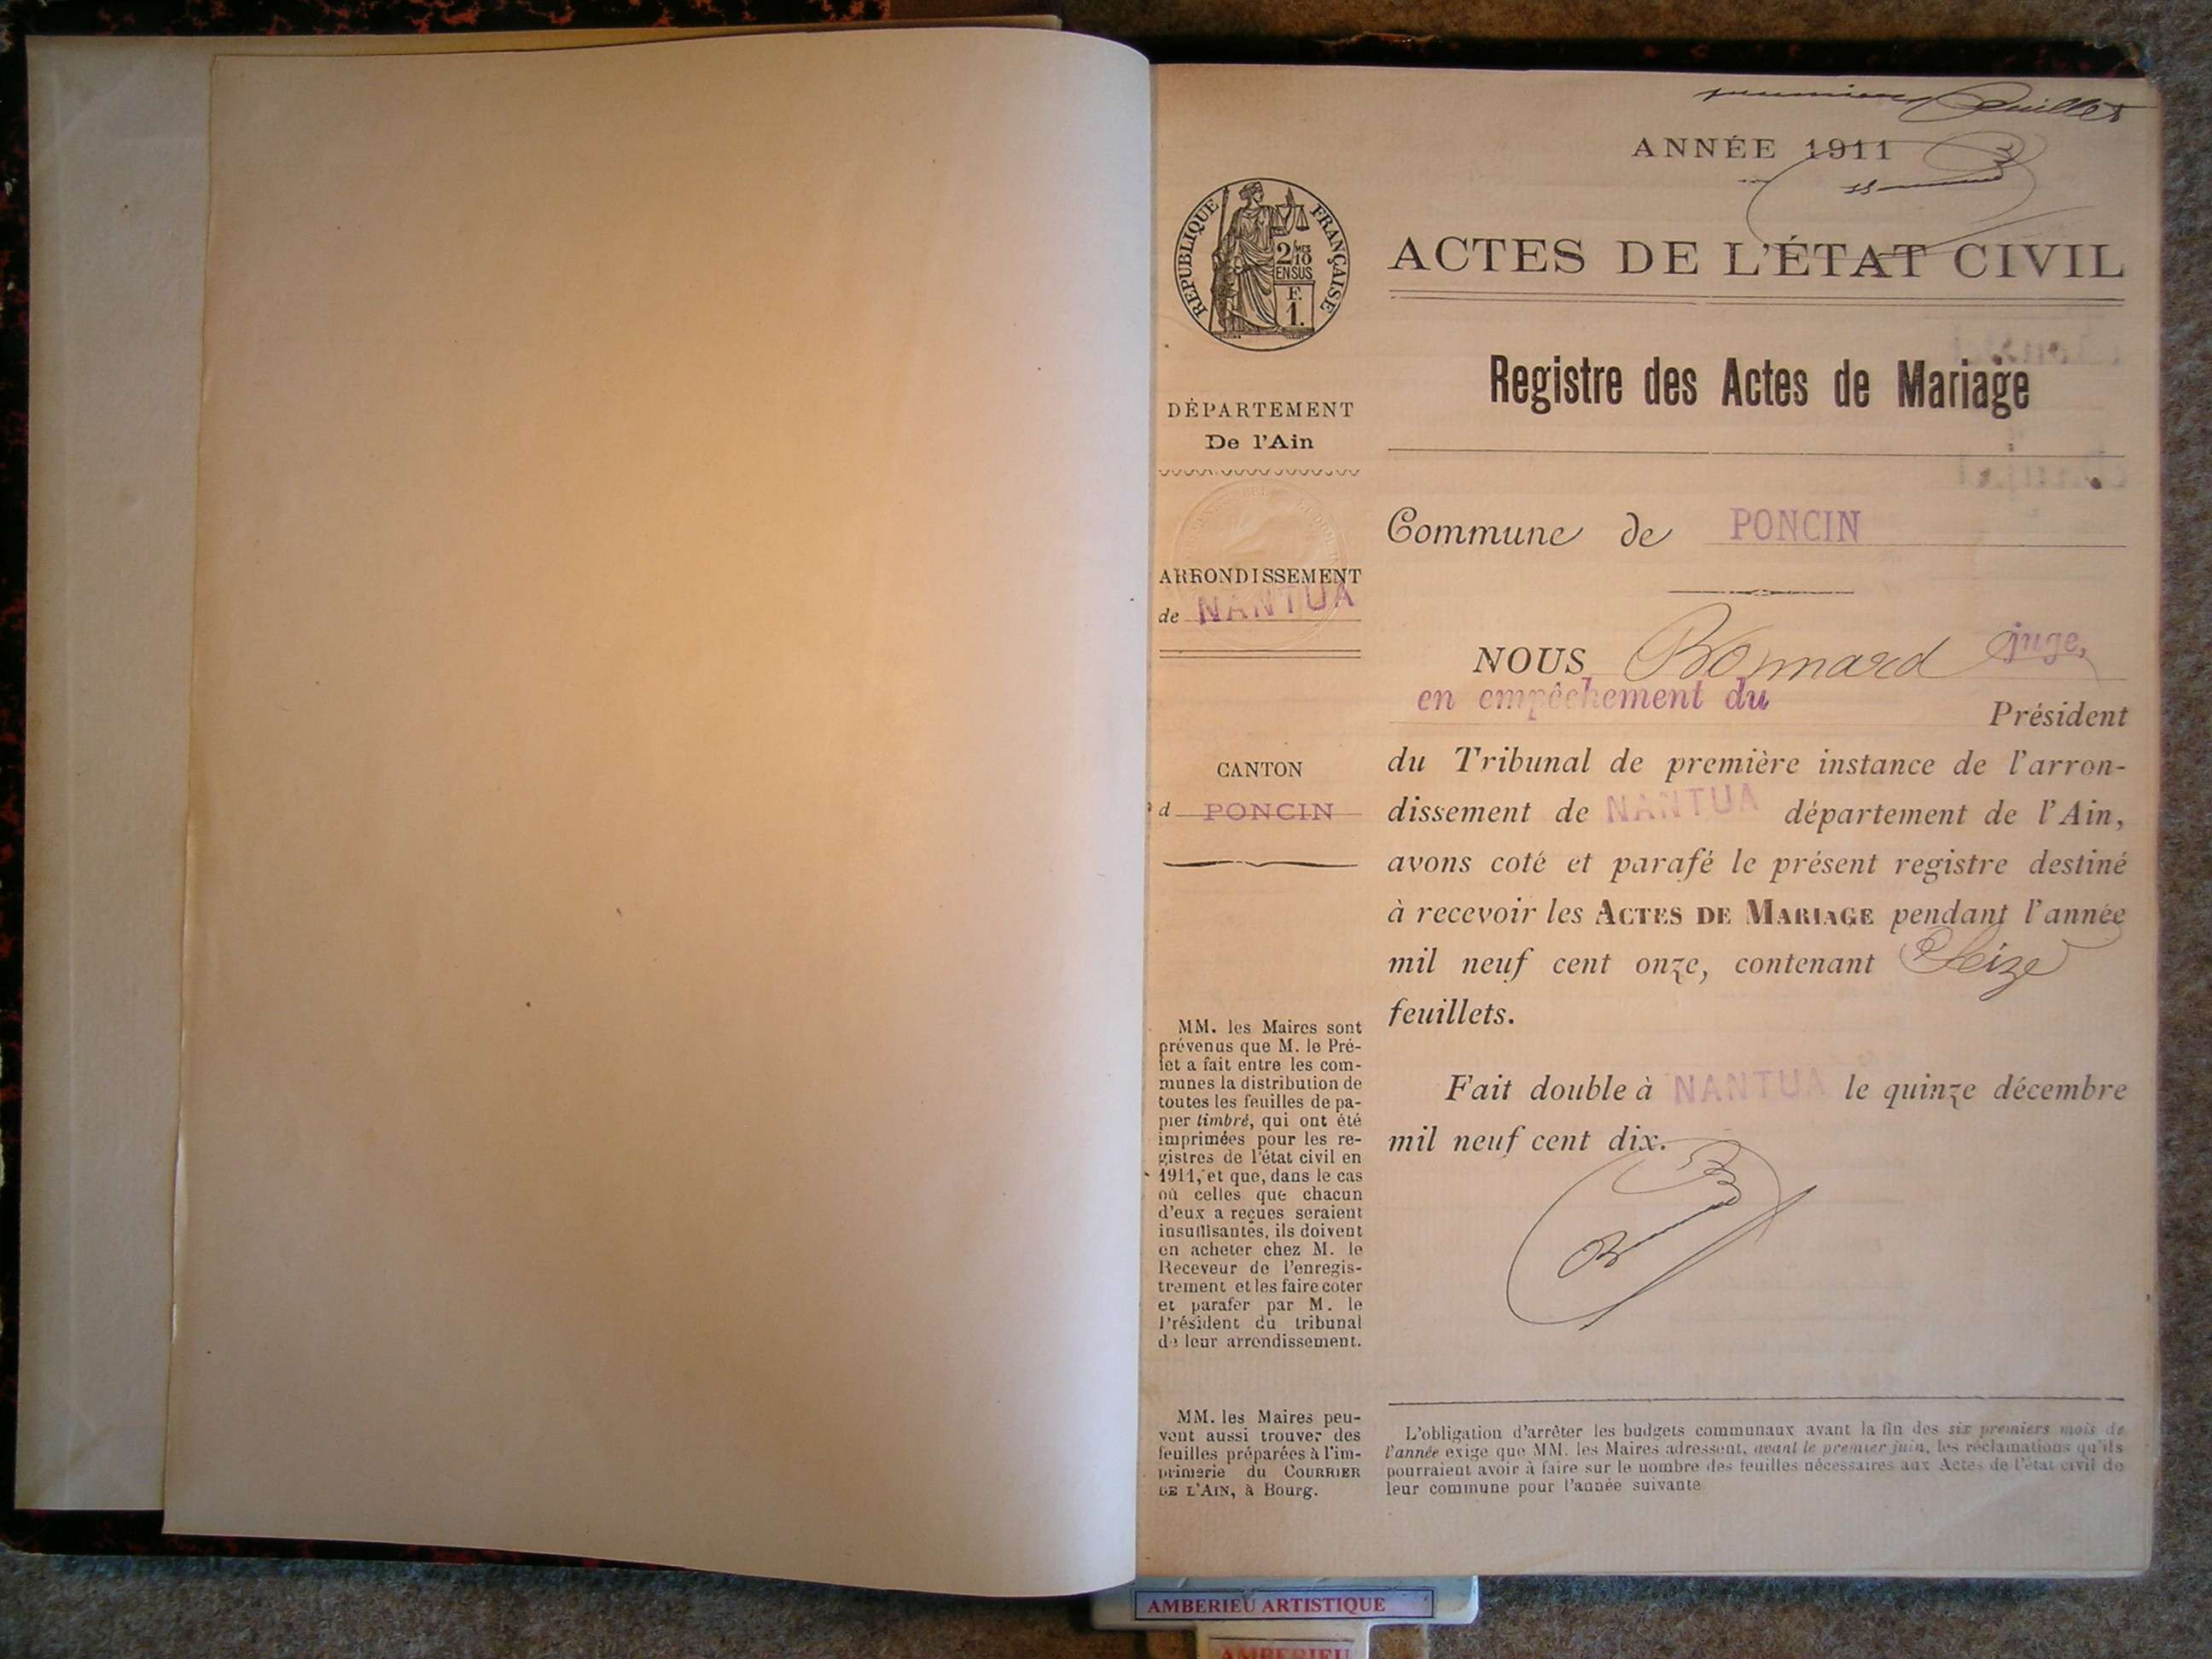 premier feuillet
ANNÉE 1911
ACTES DE L'ÉTAT CIVIL
RÉPUBLIQUE FRANÇAISE
2/10
EN SUS
F.
1.
Registre des Actes de Mariage
DÉPARTEMENT
De l'Ain
ARRONDISSEMENT
de NANTUA
CANTON
d PONCIN
MM. les Maires sont
prévenus que M. le Pré-
fet a fait entre les com-
munes la distribution de
toutes les feuilles de pa-
pier timbré, qui ont été
imprimées pour les re-
gistres de l'état civil en
1911, et que, dans le cas
où celles que chacun
d'eux a reçues seraient
insuffisantes, ils doivent
en acheter chez M. le
Receveur de l'enregis-
trement et les faire coter
et parafer par M. le
Président du tribunal
de leur arrondissement.
MM. les Maires peu-
vent aussi trouver des
feuilles préparées à l'im-
primerie du COURRIER
DE L'AIN, à Bourg.
Commune de PONCIN
NOUS Bonnard juge,
en empêchement du
Président
du Tribunal de première instance de l'arron-
dissement de NANTUA département de l'Ain,
avons coté et parafé le présent registre destiné
à recevoir les ACTES DE MARIAGE pendant l'année
mil neuf cent onze, contenant Seize
feuillets.
Fait double à NANTUA le quinze décembre
mil neuf cent dix.
L'obligation d'arrêter les budgets communaux avant la fin des six premiers mois de
l'année exige que MM. les Maires adressent, avant le premier juin, les réclamations qu'ils
pourraient avoir à faire sur le nombre des feuilles nécessaires aux Actes de l'état civil de
leur commune pour l'année suivante
AMBERIEU ARTISTIQUE
AMBERIEU